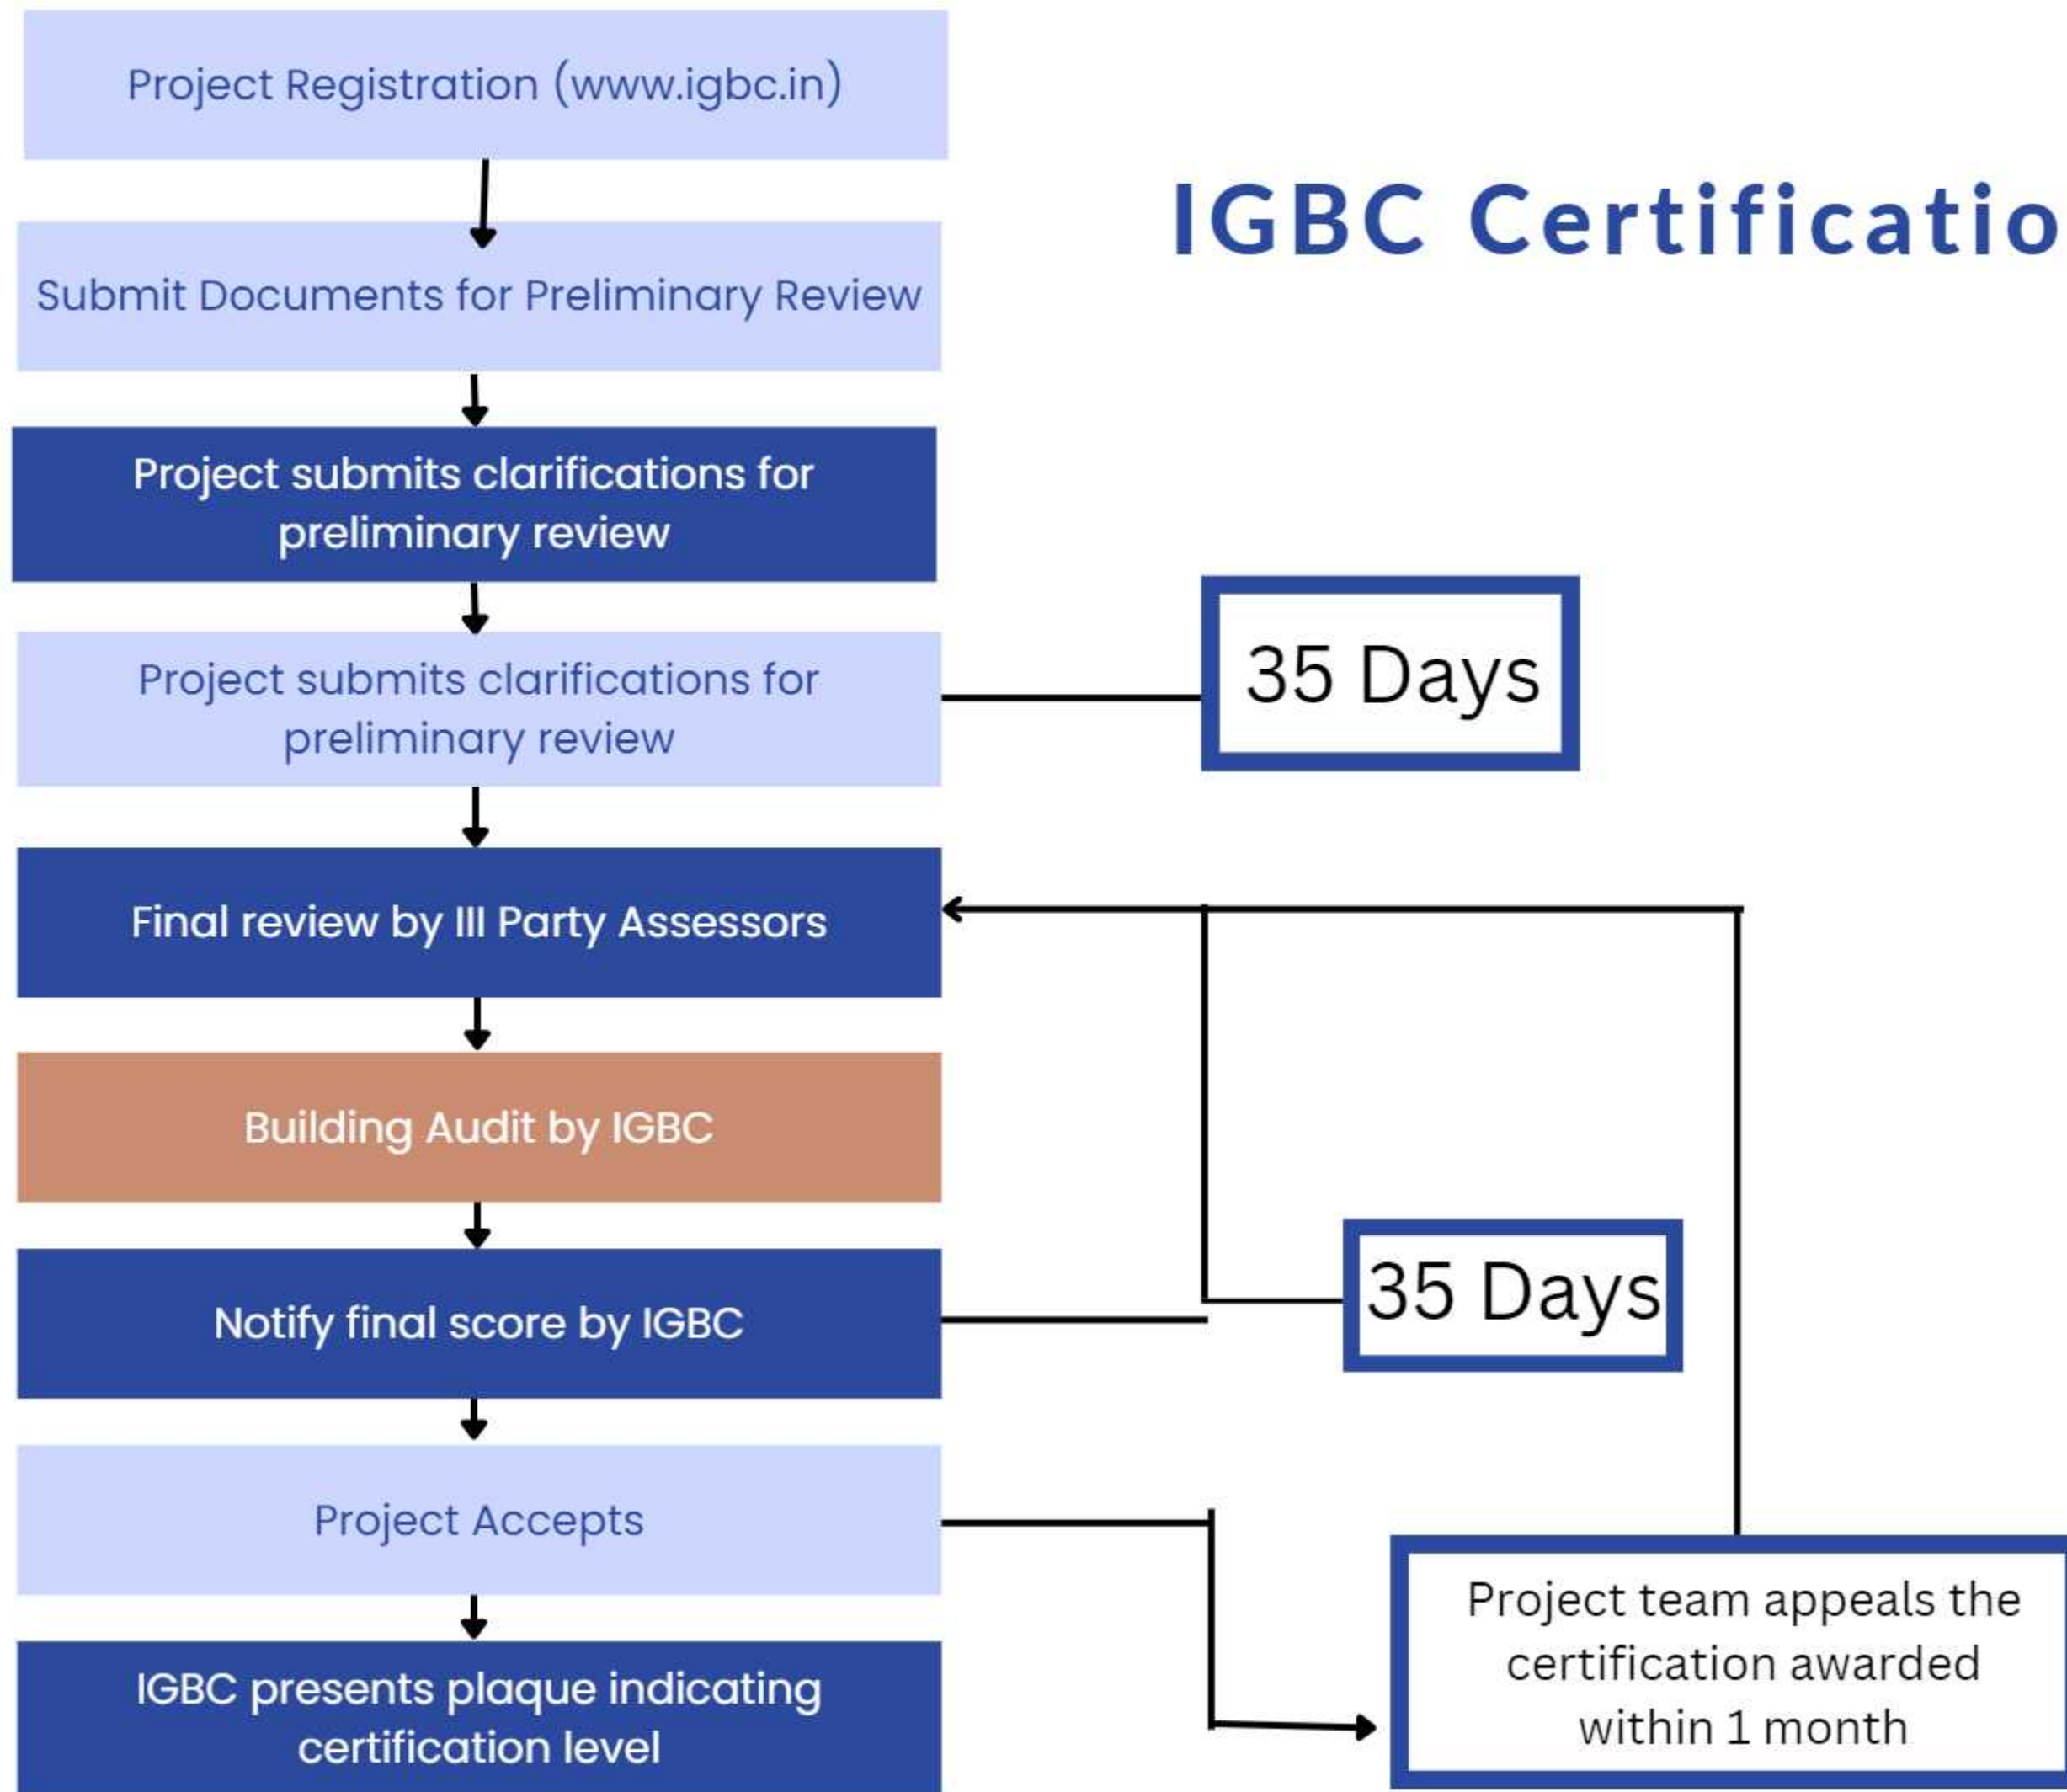 Project Registration (www.igbc.in)
IGBC Certificatio
Submit Documents for Preliminary Review
Project submits clarifications for
preliminary review
Project submits clarifications for
preliminary review
35 Days
Final review by III Party Assessors
Building Audit by IGBC
Notify final score by IGBC
35 Days
Project Accepts
Project team appeals the
certification awarded
within 1 month
IGBC presents plaque indicating
certification level